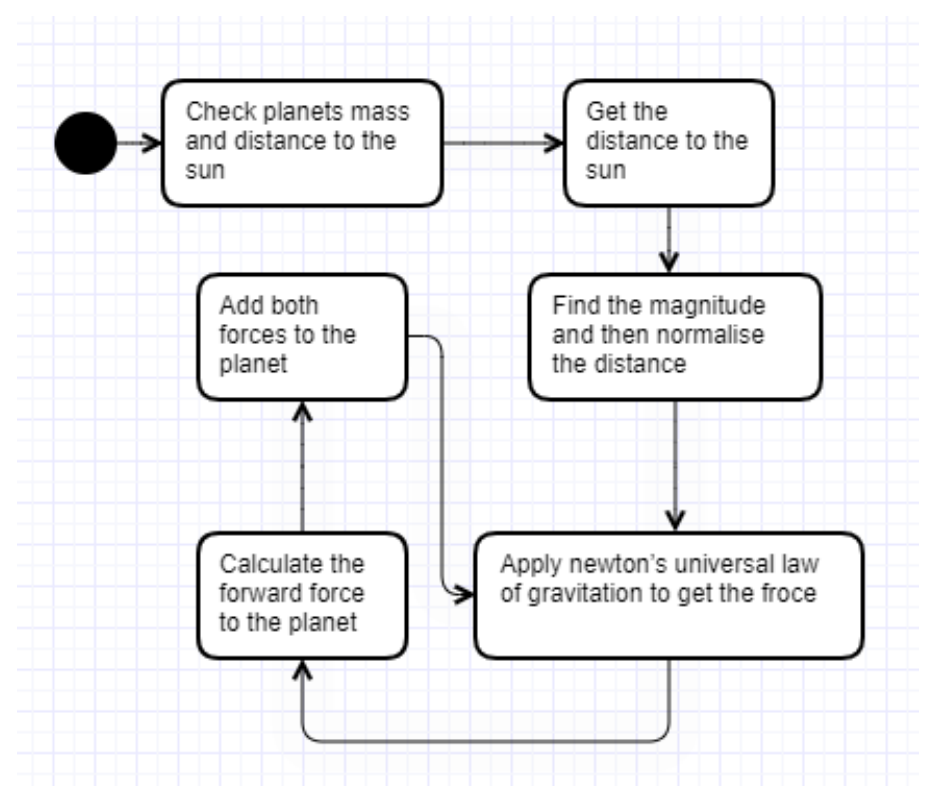 Check planets mass
and distance to the
sun
Get the
distance to the
sun
Find the magnitude
and then normalise
the distance
Apply newton's universal law
of gravitation to get the froce
Calculate the
forward force
to the planet
Add both
forces to the
planet